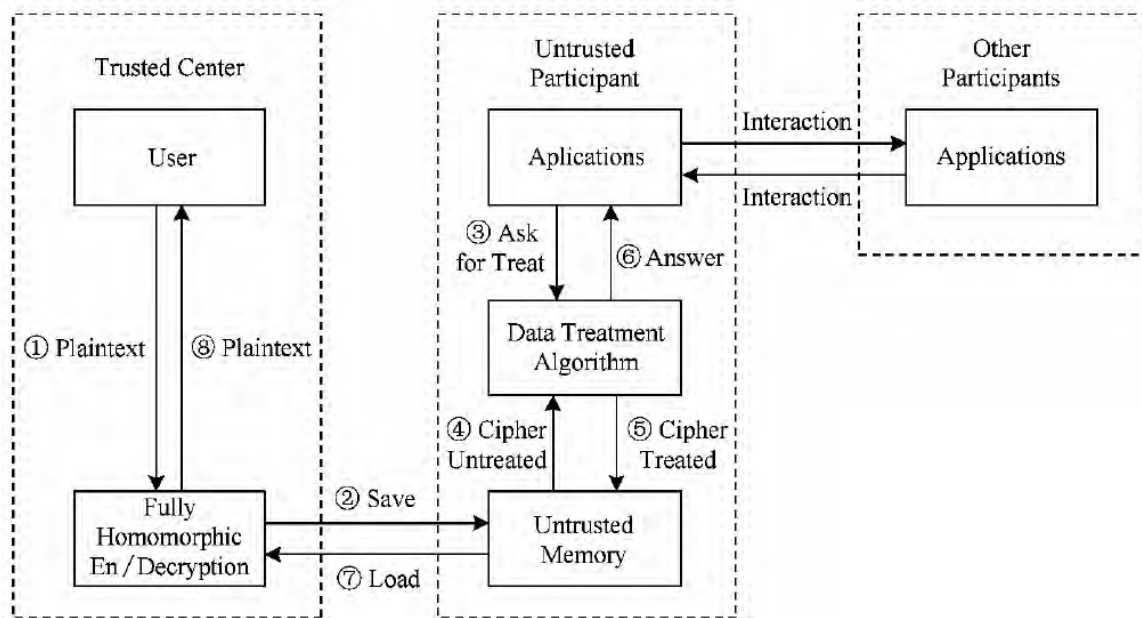 Trusted Center
User
① Plaintext
⑧ Plaintext
Fully
Homomorphic
En/Decryption
② Save
⑦ Load
Untrusted
Participant
Aplications
③ Ask
for Treat
⑥ Answer
Data Treatment
Algorithm
④ Cipher
Untreated
⑤ Cipher
Treated
Untrusted
Memory
Interaction
Interaction
Other
Participants
Applications